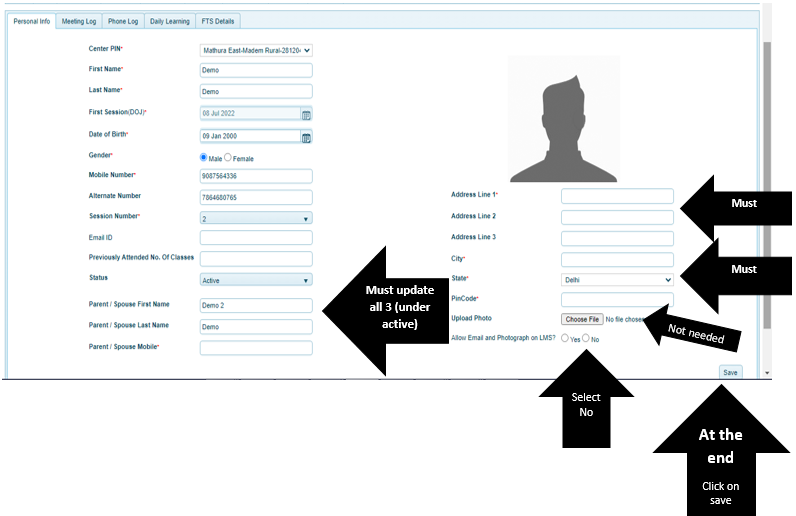 Personal Info Meeting Log Phone Log Daily Learning FTS Details
Center PIN* Mathura East-Madem Rural-28120
First Name* Demo
Last Name* Demo
First Session(DOJ)* 08 Jul 2022
Date of Birth* 09 Jan 2000
Gender* Male Female
Mobile Number* 9087564336
Alternate Number 7864680765
Session Number* 2
Email ID
Previously Attended No. Of Classes
Status Active
Parent / Spouse First Name Demo 2
Parent / Spouse Last Name Demo
Parent / Spouse Mobile*
Must update
all 3 (under
active)
Address Line 1*
Address Line 2
Address Line 3
City*
State* Delhi
PinCode*
Upload Photo Choose File No file chosen
Allow Email and Photograph on LMS? Yes No
Save
Must
Must
Not needed
Select
No
At the
end
Click on
save